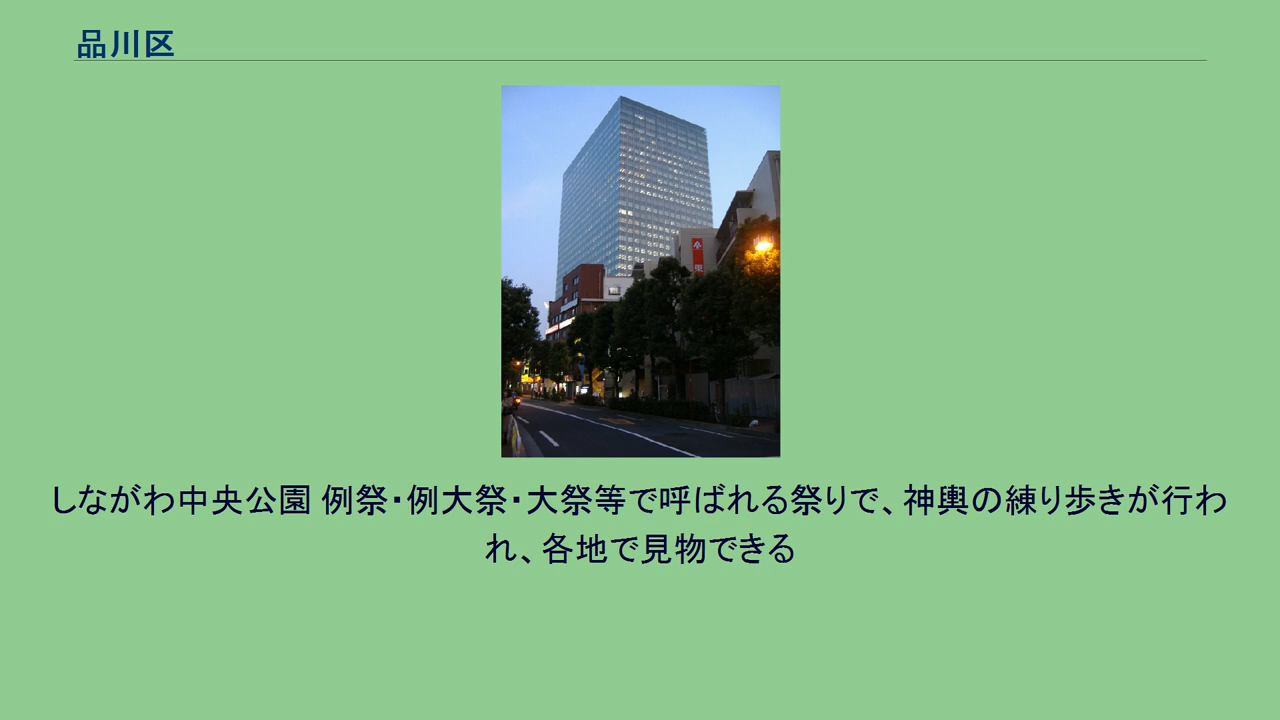 品川区
しながわ中央公園 例祭・例大祭・大祭等で呼ばれる祭りで、神輿の練り歩きが行わ
れ、各地で見物できる